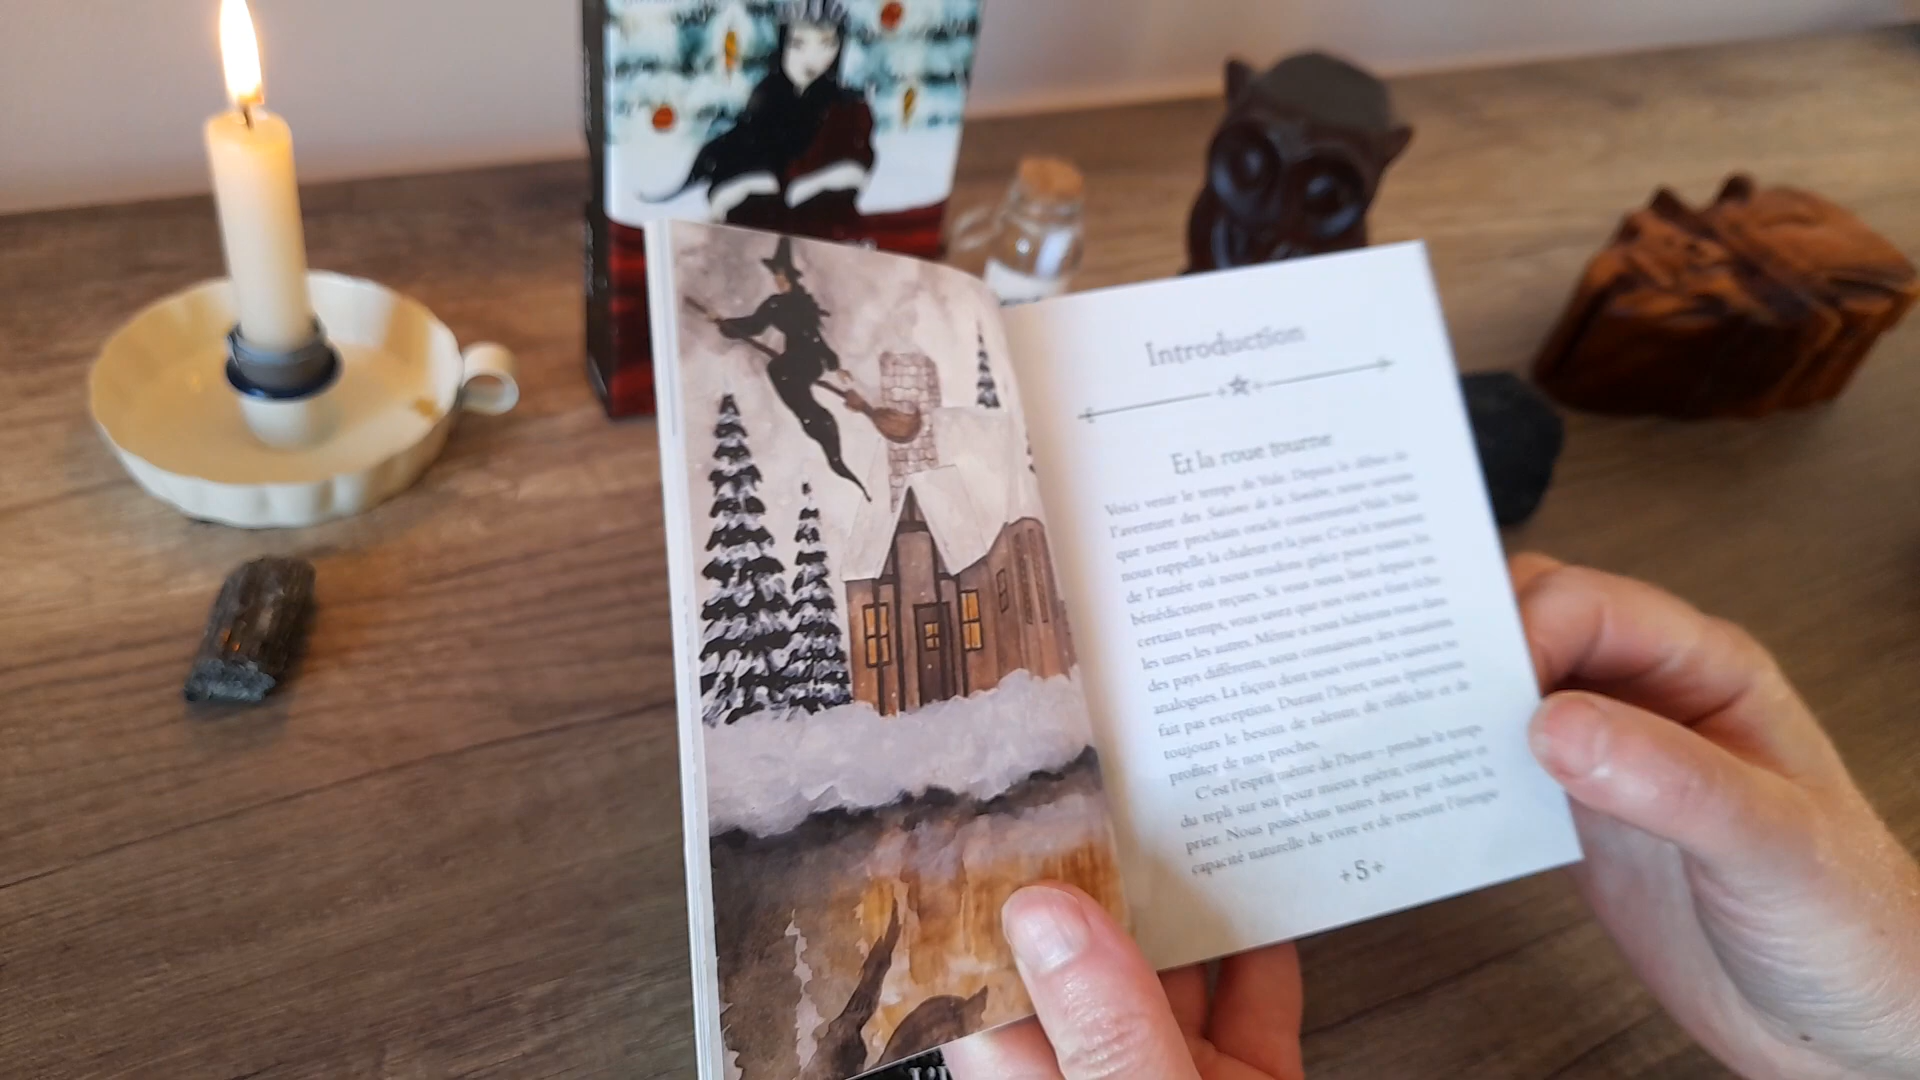 Introduction
Et la roue tourne
Voici venir le temps de Yule. Depuis le début de
l'aventure des Saisons de la Sorcière, nous savions
que notre prochain oracle concernerait Yule. Yule
nous rappelle la chaleur et la joie. C'est le moment
de l'année où nous rendons grâce pour toutes les
bénédictions reçues. Si vous nous lisez depuis un
certain temps, vous savez que nos vies se font écho
les unes les autres. Même si nous habitons tout dans
des pays différents, nous connaissons des situations
analogues. La façon dont nous vivons les saisons ne
fait pas exception. Durant l'hiver, nous éprouvons
toujours le besoin de ralentir, de réfléchir et de
profiter de nos proches.
C'est l'esprit même de l'hiver – prendre le temps
du repli sur soi pour mieux guérir, contempler et
prier. Nous possédons toutes deux par chance la
capacité naturelle de vivre et de ressentir l'énergie
5